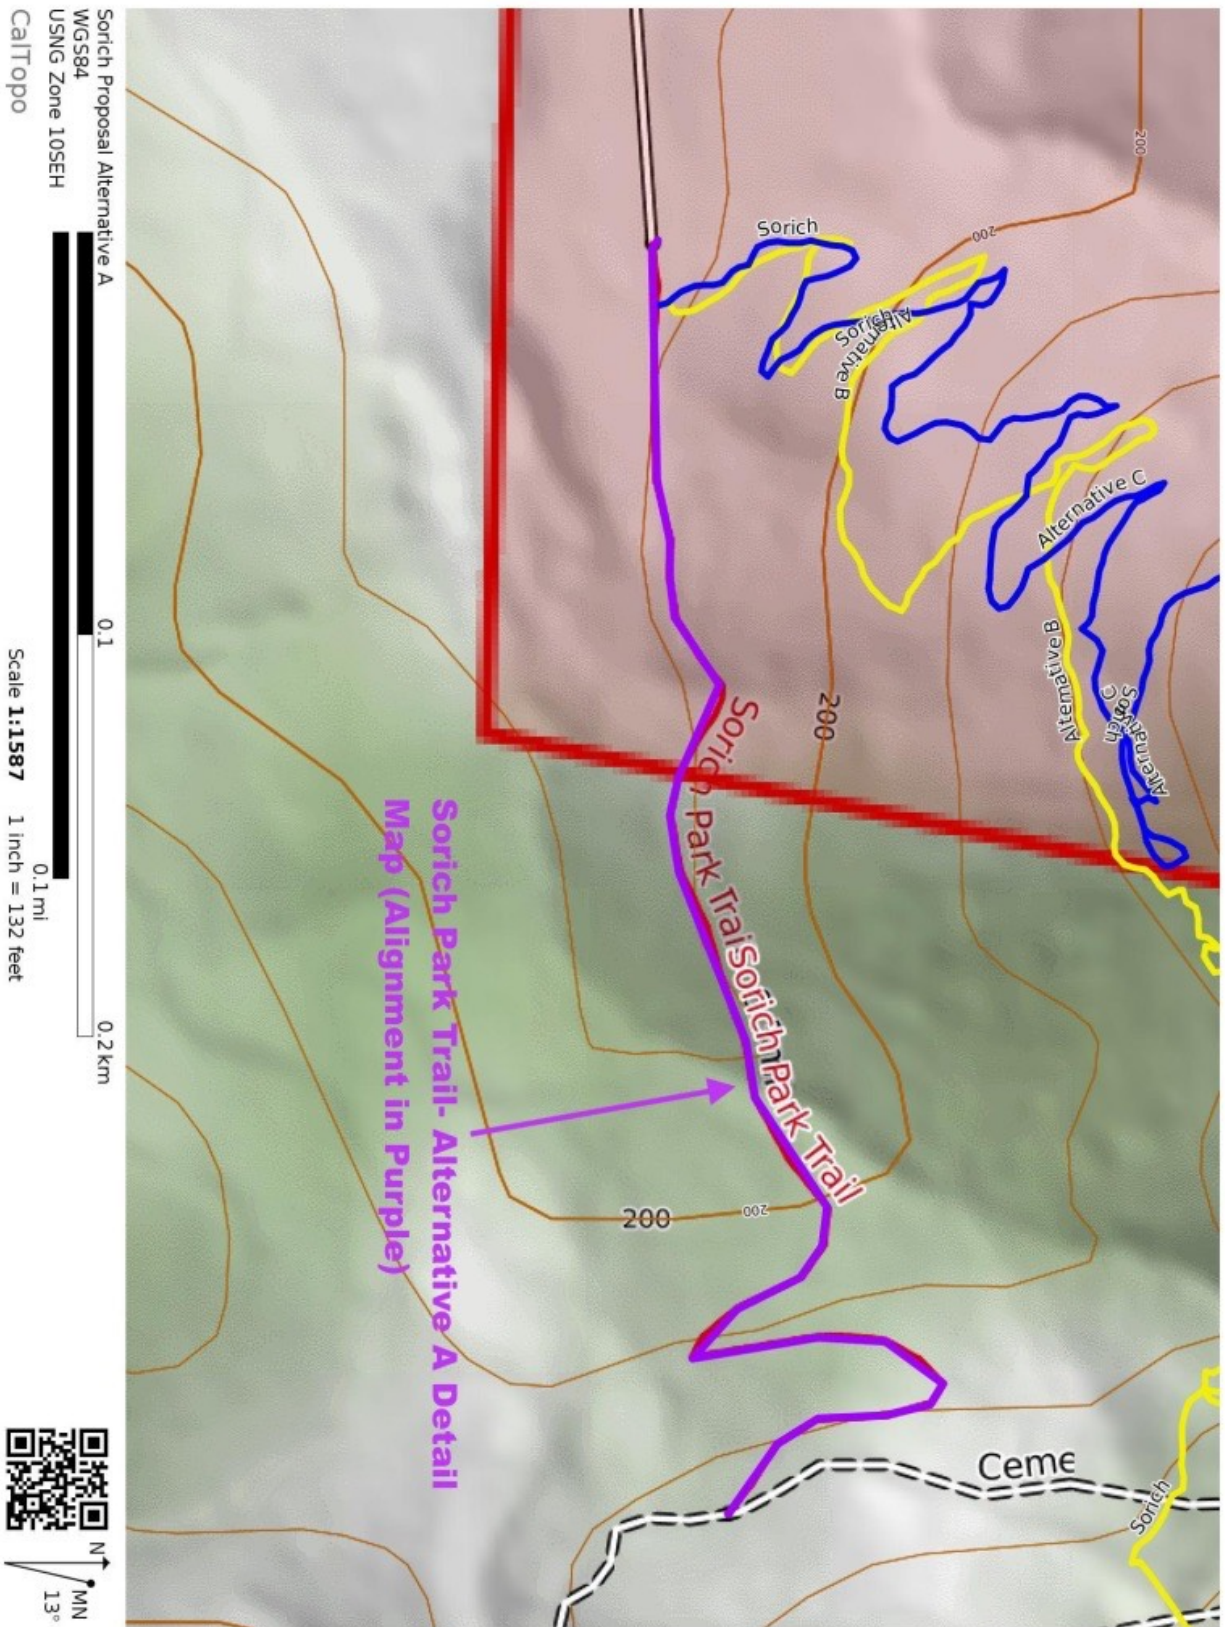 200
200
Sorich
Sorich
Alternative B
Alternative C
Alternative B
Sorich
Alternative C
200
Sorich Park Trail
Sorich Park Trail
Sorich Park Trail- Alternative A Detail
Map (Alignment in Purple)
200
200
Ceme
Sorich
Sorich Proposal Alternative A
WGS84
USNG Zone 10SEH
CalTopo
0.1
0.2 km
0.1 mi
Scale 1:1587 1 inch = 132 feet
N
MN
13°